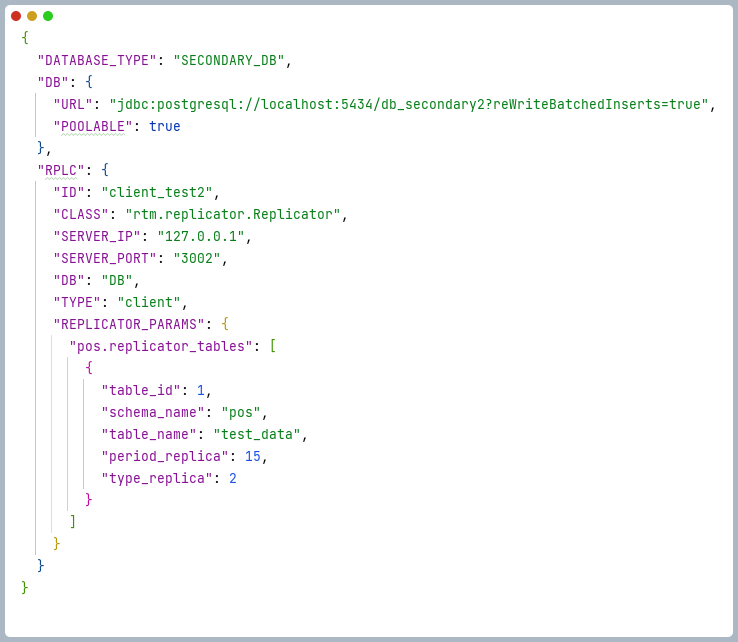 {
"DATABASE_TYPE": "SECONDARY_DB",
"DB": {
"URL": "jdbc:postgresql://localhost:5434/db_secondary2?reWriteBatchedInserts=true",
"POOLABLE": true
},
"RPLC": {
"ID": "client_test2",
"CLASS": "rtm.replicator.Replicator",
"SERVER_IP": "127.0.0.1",
"SERVER_PORT": "3002",
"DB": "DB",
"TYPE": "client",
"REPLICATOR_PARAMS": {
"pos.replicator_tables": [
{
"table_id": 1,
"schema_name": "pos",
"table_name": "test_data",
"period_replica": 15,
"type_replica": 2
}
]
}
}
}